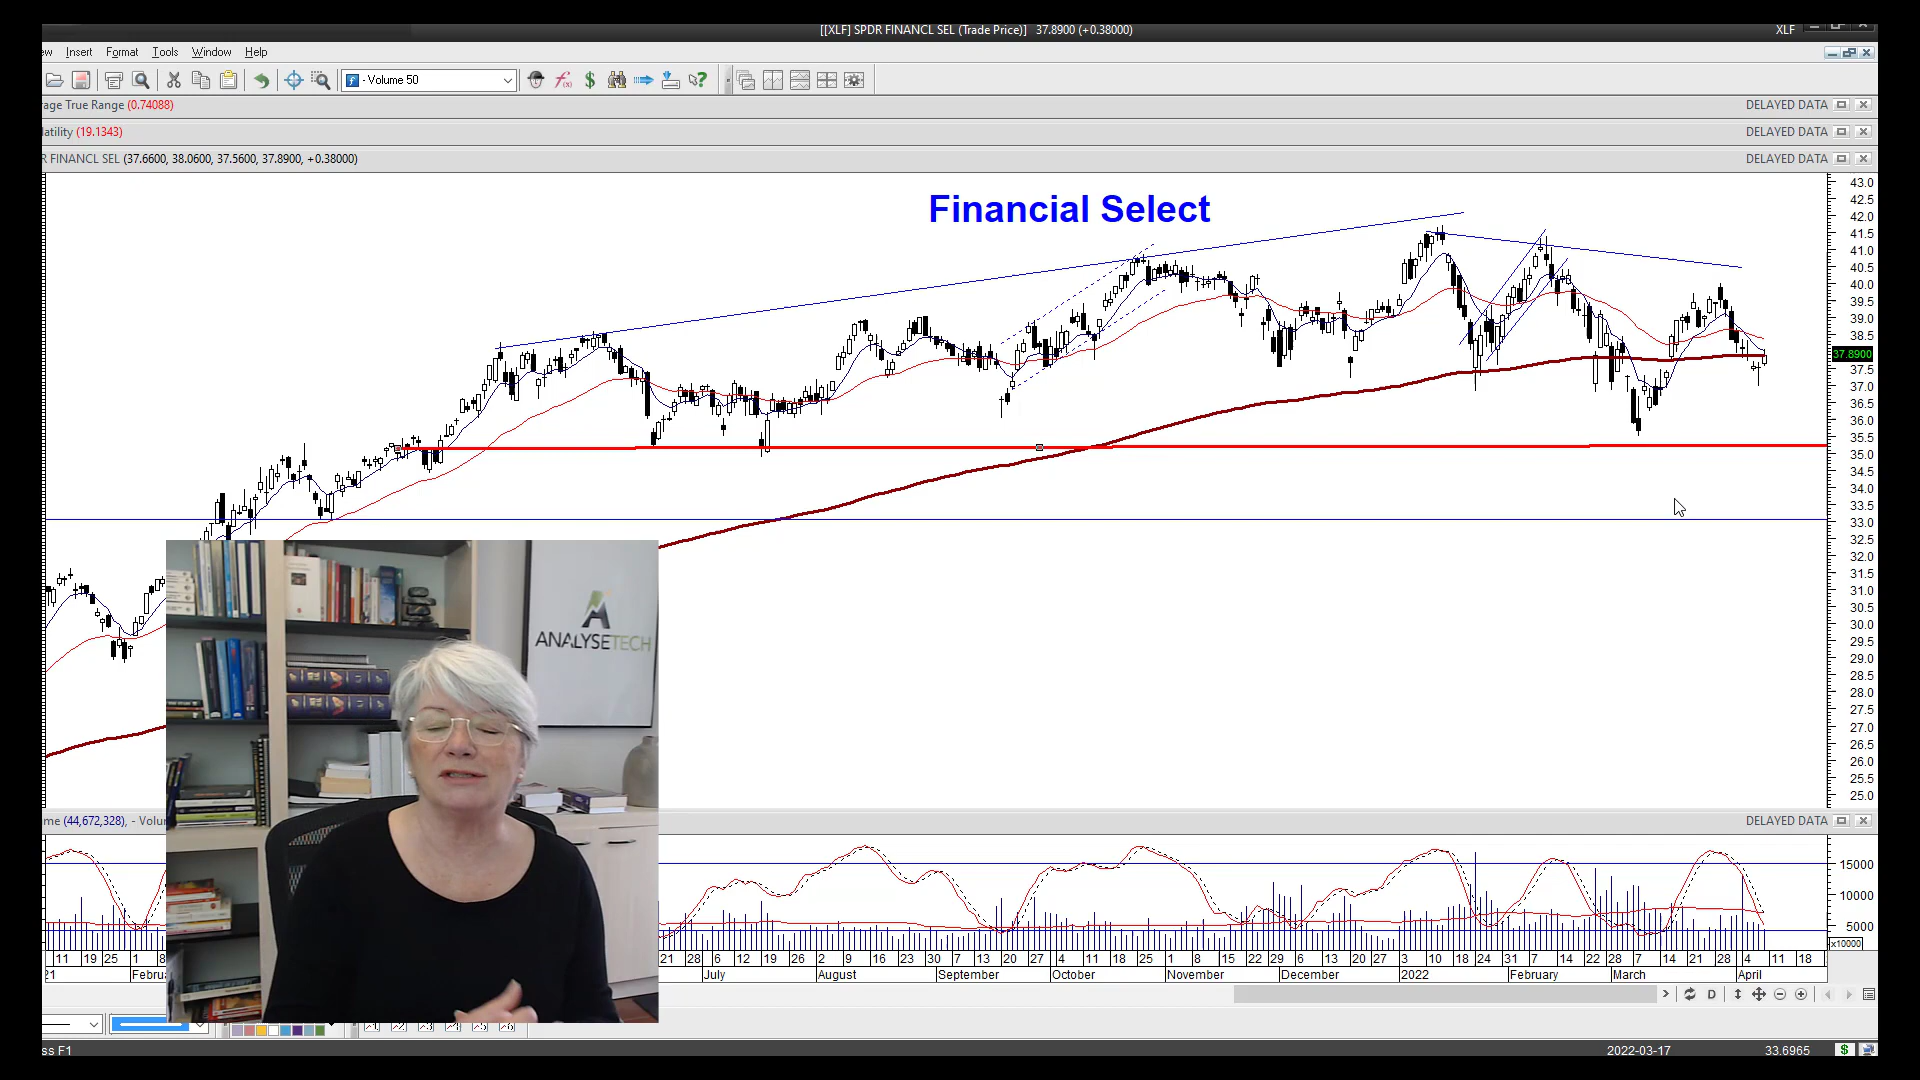 [[XLF] SPDR FINANCL SEL (Trade Price)] 37.8900 (+0.38000)
XLF
ew Insert Format Tools Window Help
- Volume 50
rage True Range (0.74088) DELAYED DATA
latility (19.1343) DELAYED DATA
R FINANCL SEL (37.6600, 38.0600, 37.5600, 37.8900, +0.38000) DELAYED DATA
Financial Select
43.0
42.5
42.0
41.5
41.0
40.5
40.0
39.5
39.0
38.5
37.8900
37.5
37.0
36.5
36.0
35.5
35.0
34.5
34.0
33.5
33.0
32.5
32.0
31.5
31.0
30.5
30.0
29.5
29.0
28.5
28.0
27.5
27.0
26.5
26.0
25.5
25.0
ANALYSETECH
me (44,672,328), - Volu DELAYED DATA
15000
10000
5000
x10000
11 19 25 1 8 21 28 6 12 19 26 2 9 16 23 30 7 13 20 27 4 11 18 25 1 8 15 22 29 6 13 20 27 3 10 18 24 31 7 14 22 28 7 14 21 28 4 11 18
21 Februa July August September October November December 2022 February March April
D
ss F1
2022-03-17 33.6965